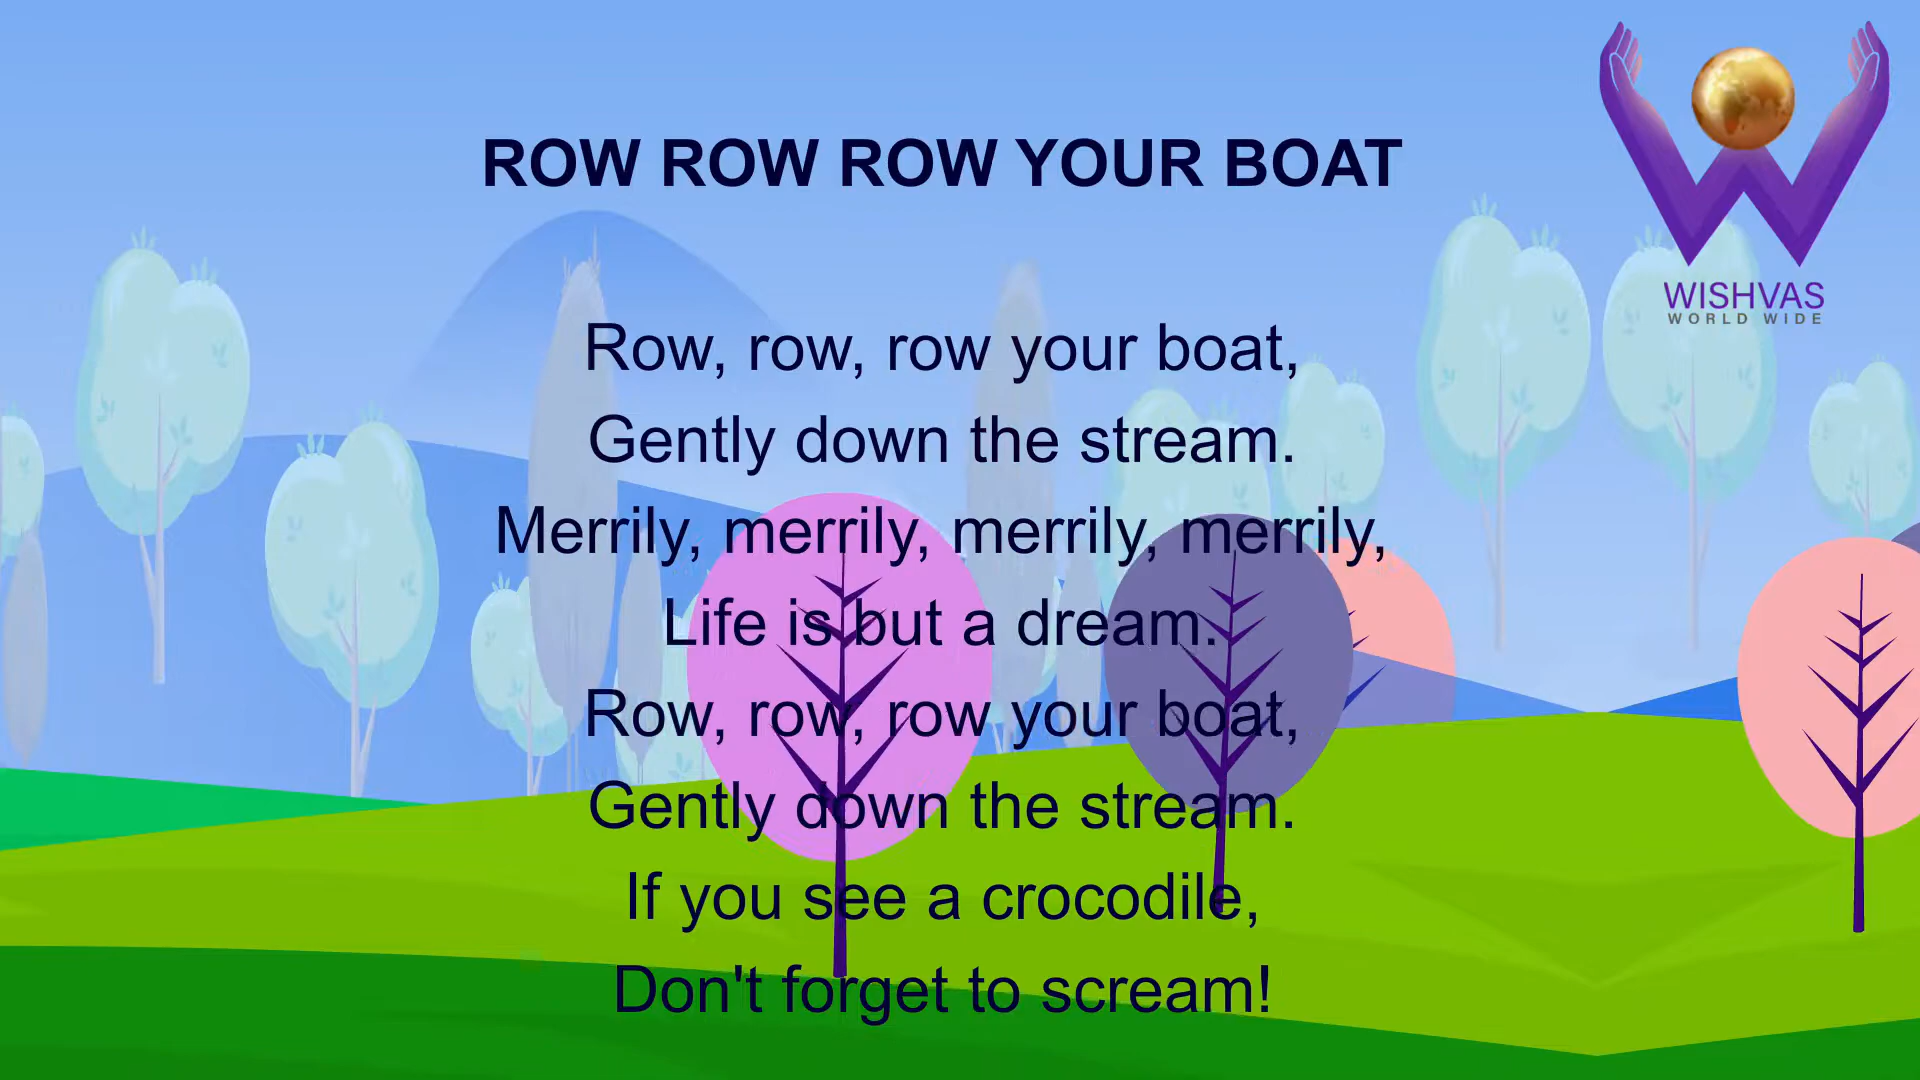 ROW ROW ROW YOUR BOAT
WISHVAS
WORLD WIDE
Row, row, row your boat,
Gently down the stream.
Merrily, merrily, merrily, merrily,
Life is but a dream.
Row, row, row your boat,
Gently down the stream.
If you see a crocodile,
Don't forget to scream!